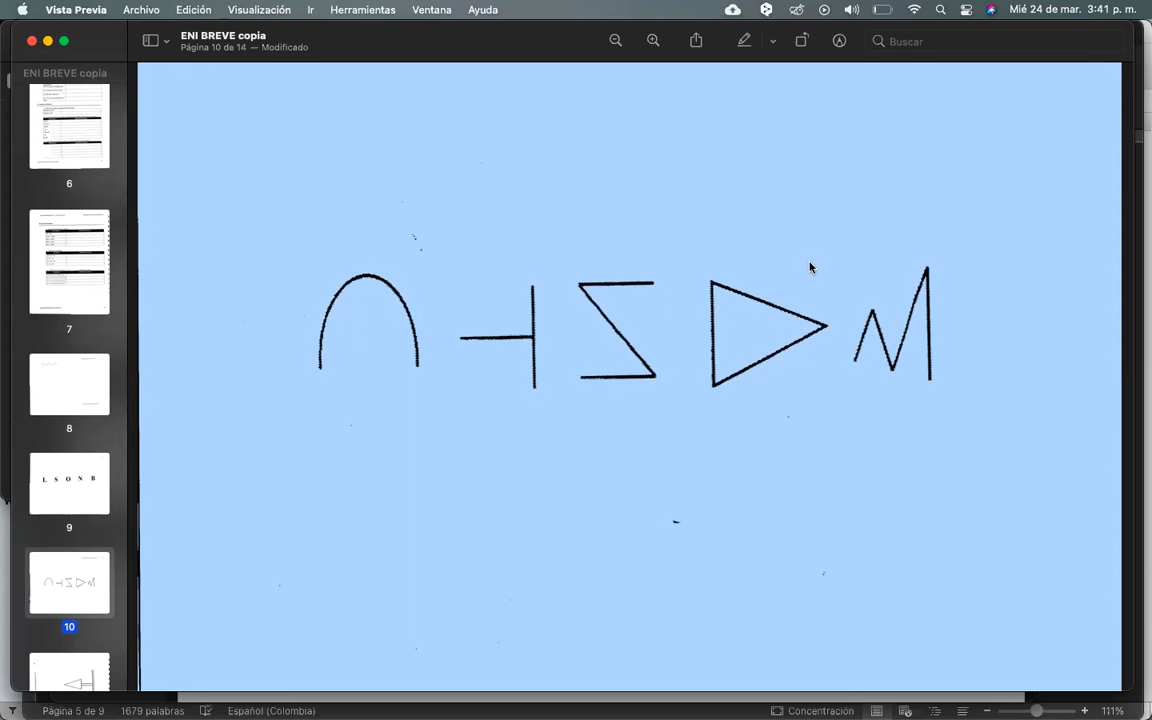 Vista Previa Archivo Edición Visualización Ir Herramientas Ventana Ayuda Mié 24 de mar. 3:41 p. m.
ENI BREVE copia
Página 10 de 14 — Modificado
Buscar
ENI BREVE copia
6
7
8
L S O N B
9
10
Página 5 de 9 1679 palabras Español (Colombia) Concentración 111%